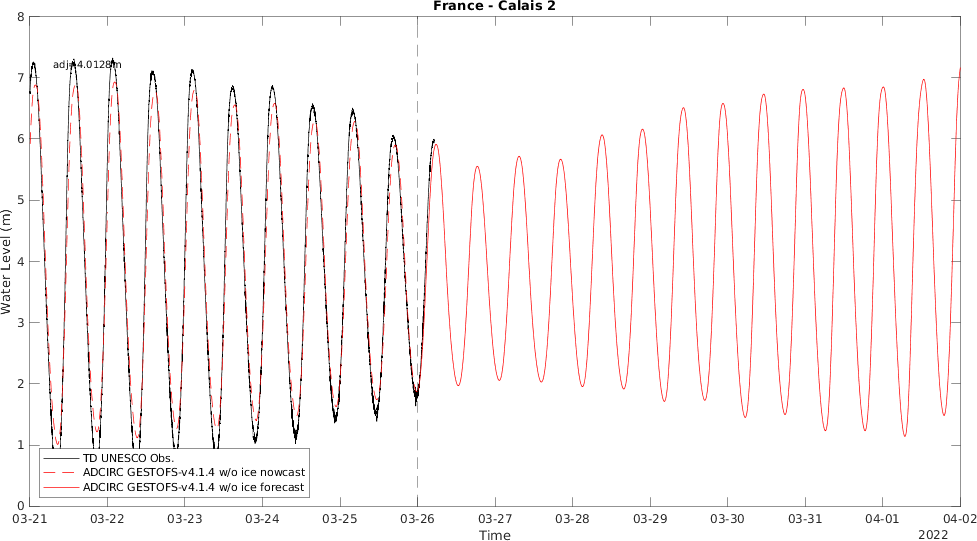 France - Calais 2
adj=4.0128m
8
7
6
5
4
3
2
1
0
Water Level (m)
TD UNESCO Obs.
ADCIRC GESTOFS-v4.1.4 w/o ice nowcast
ADCIRC GESTOFS-v4.1.4 w/o ice forecast
03-21 03-22 03-23 03-24 03-25 03-26 03-27 03-28 03-29 03-30 03-31 04-01 04-02
Time
2022